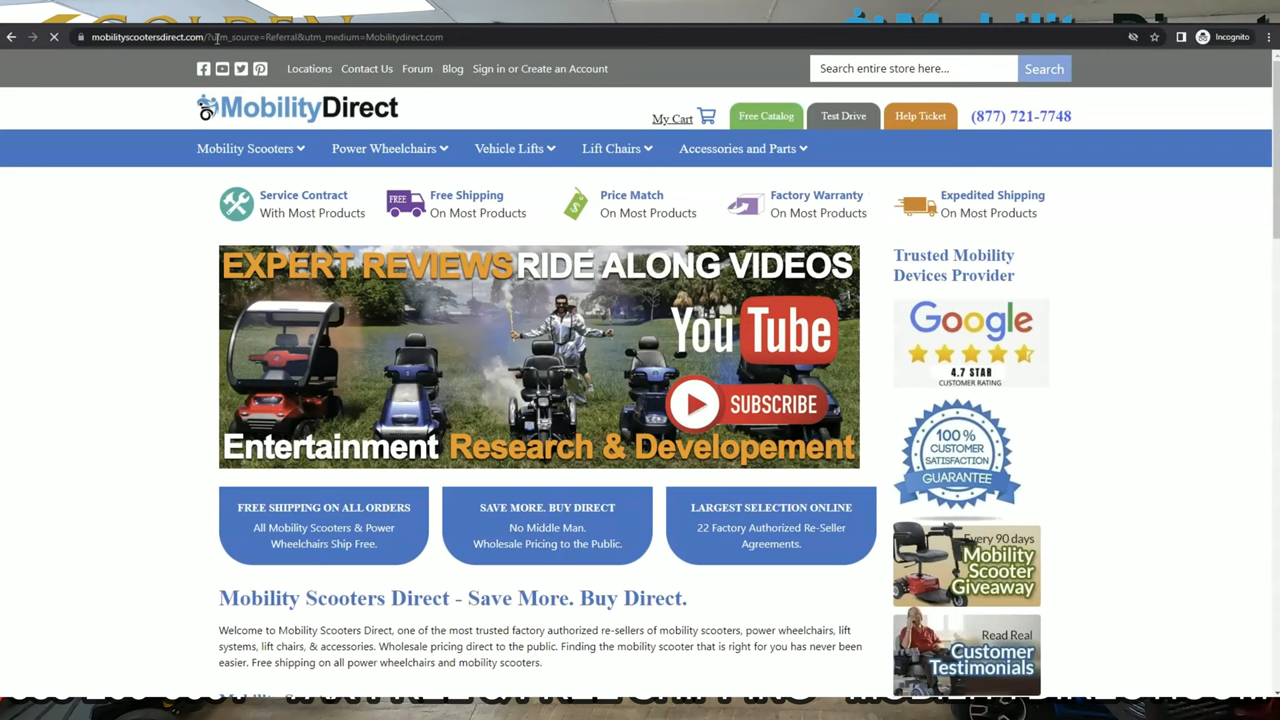 GOLDEN
mobilityscootersdirect.com/?utm_source=Referral&utm_medium=Mobilitydirect.com
Incognito
Locations Contact Us Forum Blog Sign in or Create an Account
Search entire store here... Search
MobilityDirect
My Cart Free Catalog Test Drive Help Ticket (877) 721-7748
Mobility Scooters Power Wheelchairs Vehicle Lifts Lift Chairs Accessories and Parts
Service Contract
With Most Products
FREE
Free Shipping
On Most Products
Price Match
On Most Products
Factory Warranty
On Most Products
Expedited Shipping
On Most Products
EXPERT REVIEWS RIDE ALONG VIDEOS
YouTube
SUBSCRIBE
Entertainment Research & Developement
Trusted Mobility
Devices Provider
Google
4.7 STAR
CUSTOMER RATING
100 %
CUSTOMER
SATISFACTION
GUARANTEE
Every 90 days
Mobility
Scooter
Giveaway
Read Real
Customer
Testimonials
FREE SHIPPING ON ALL ORDERS
All Mobility Scooters & Power
Wheelchairs Ship Free.
SAVE MORE. BUY DIRECT
No Middle Man.
Wholesale Pricing to the Public.
LARGEST SELECTION ONLINE
22 Factory Authorized Re-Seller
Agreements.
Mobility Scooters Direct - Save More. Buy Direct.
Welcome to Mobility Scooters Direct, one of the most trusted factory authorized re-sellers of mobility scooters, power wheelchairs, lift
systems, lift chairs, & accessories. Wholesale pricing direct to the public. Finding the mobility scooter that is right for you has never been
easier. Free shipping on all power wheelchairs and mobility scooters.